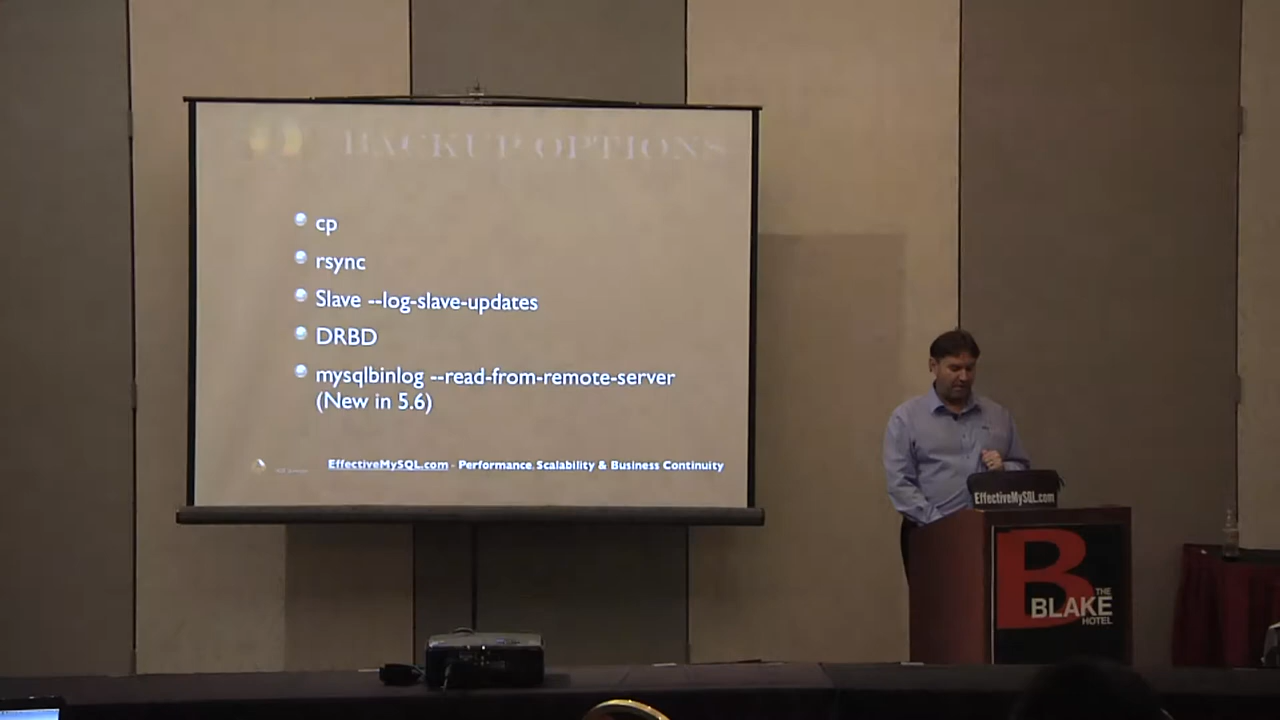 BACKUP OPTIONS
cp
rsync
Slave --log-slave-updates
DRBD
mysqlbinlog --read-from-remote-server
(New in 5.6)
EffectiveMySQL.com - Performance, Scalability & Business Continuity
EffectiveMySQL.com
B
THE
BLAKE
HOTEL